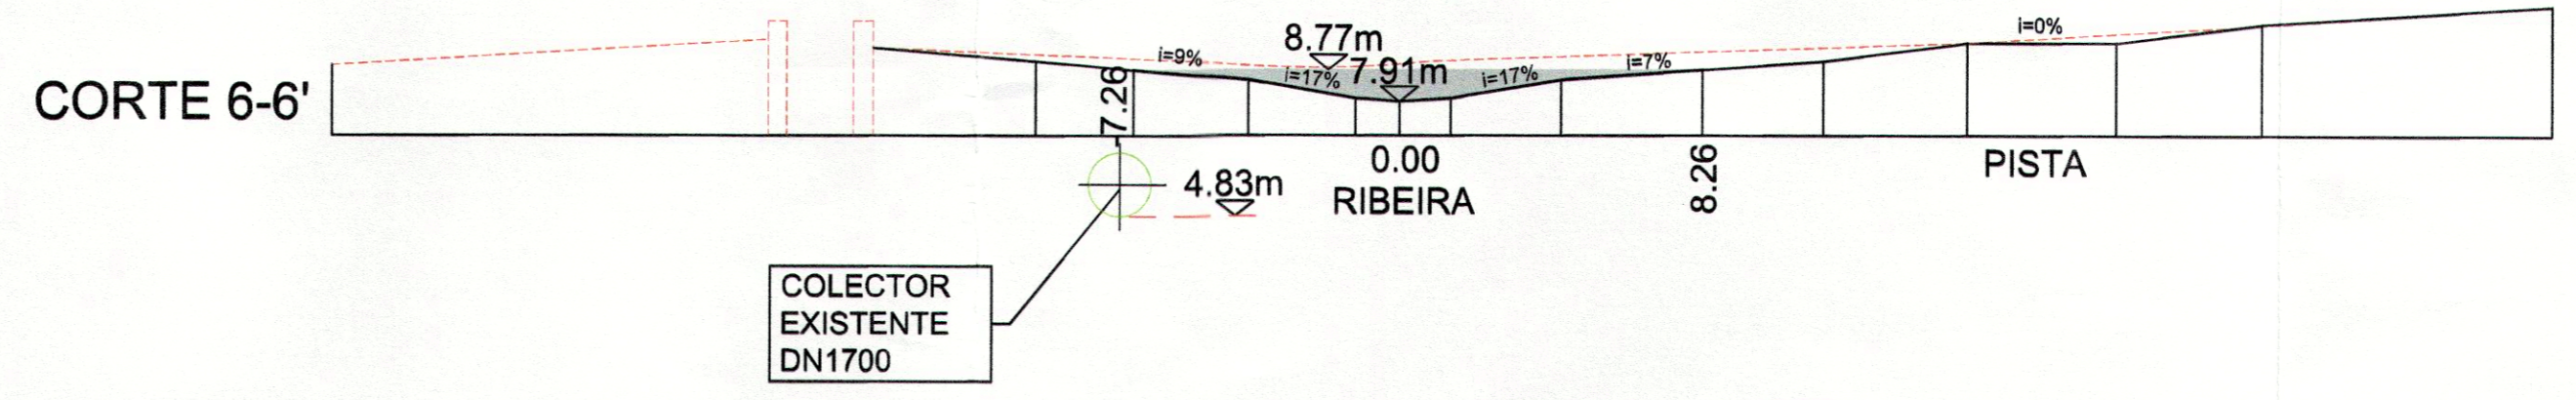 CORTE 6-6'
i=9%
8.77m
i=17%
7.91m
i=17%
i=7%
i=0%
-7.26
4.83m
0.00
RIBEIRA
8.26
PISTA
COLECTOR
EXISTENTE
DN1700